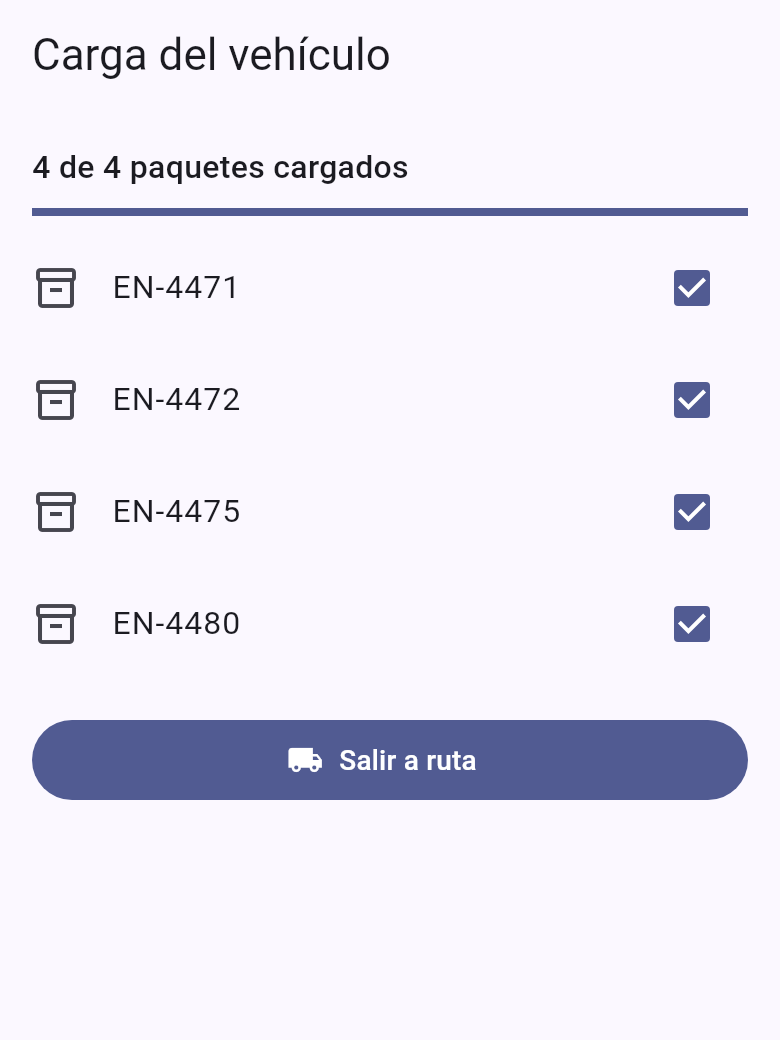 Carga del vehículo
4 de 4 paquetes cargados
EN-4471
EN-4472
EN-4475
EN-4480
Salir a ruta